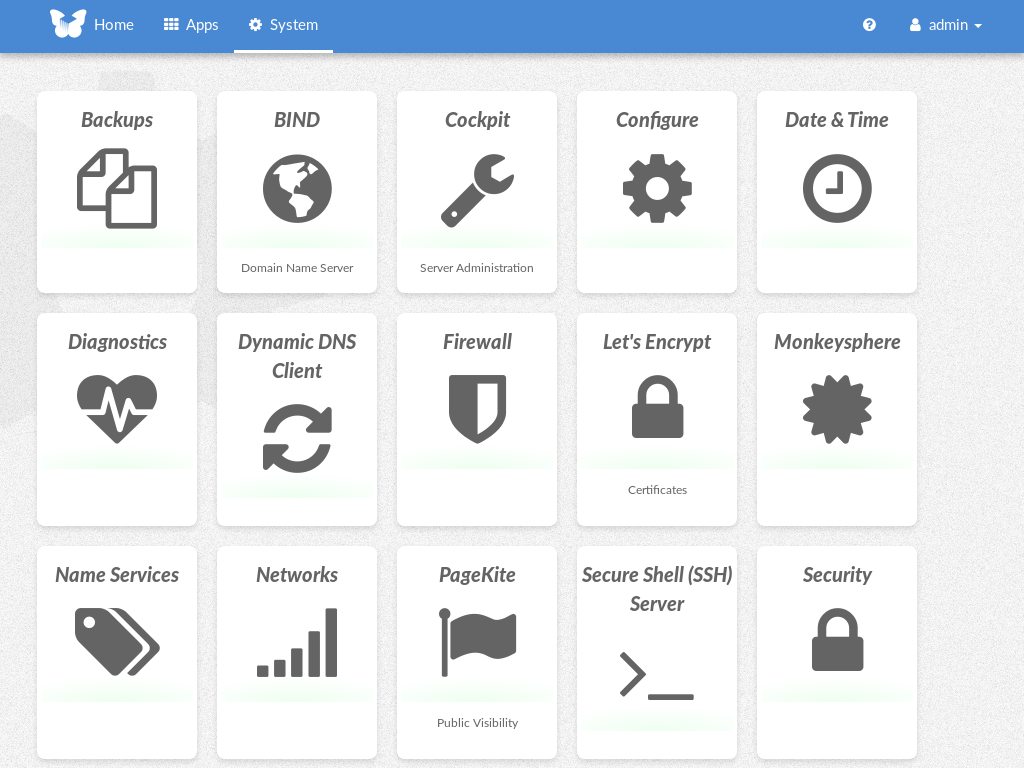 Home Apps System admin
Backups
BIND
Domain Name Server
Cockpit
Server Administration
Configure
Date & Time
Diagnostics
Dynamic DNS
Client
Firewall
Let's Encrypt
Certificates
Monkeysphere
Name Services
Networks
PageKite
Public Visibility
Secure Shell (SSH)
Server
Security